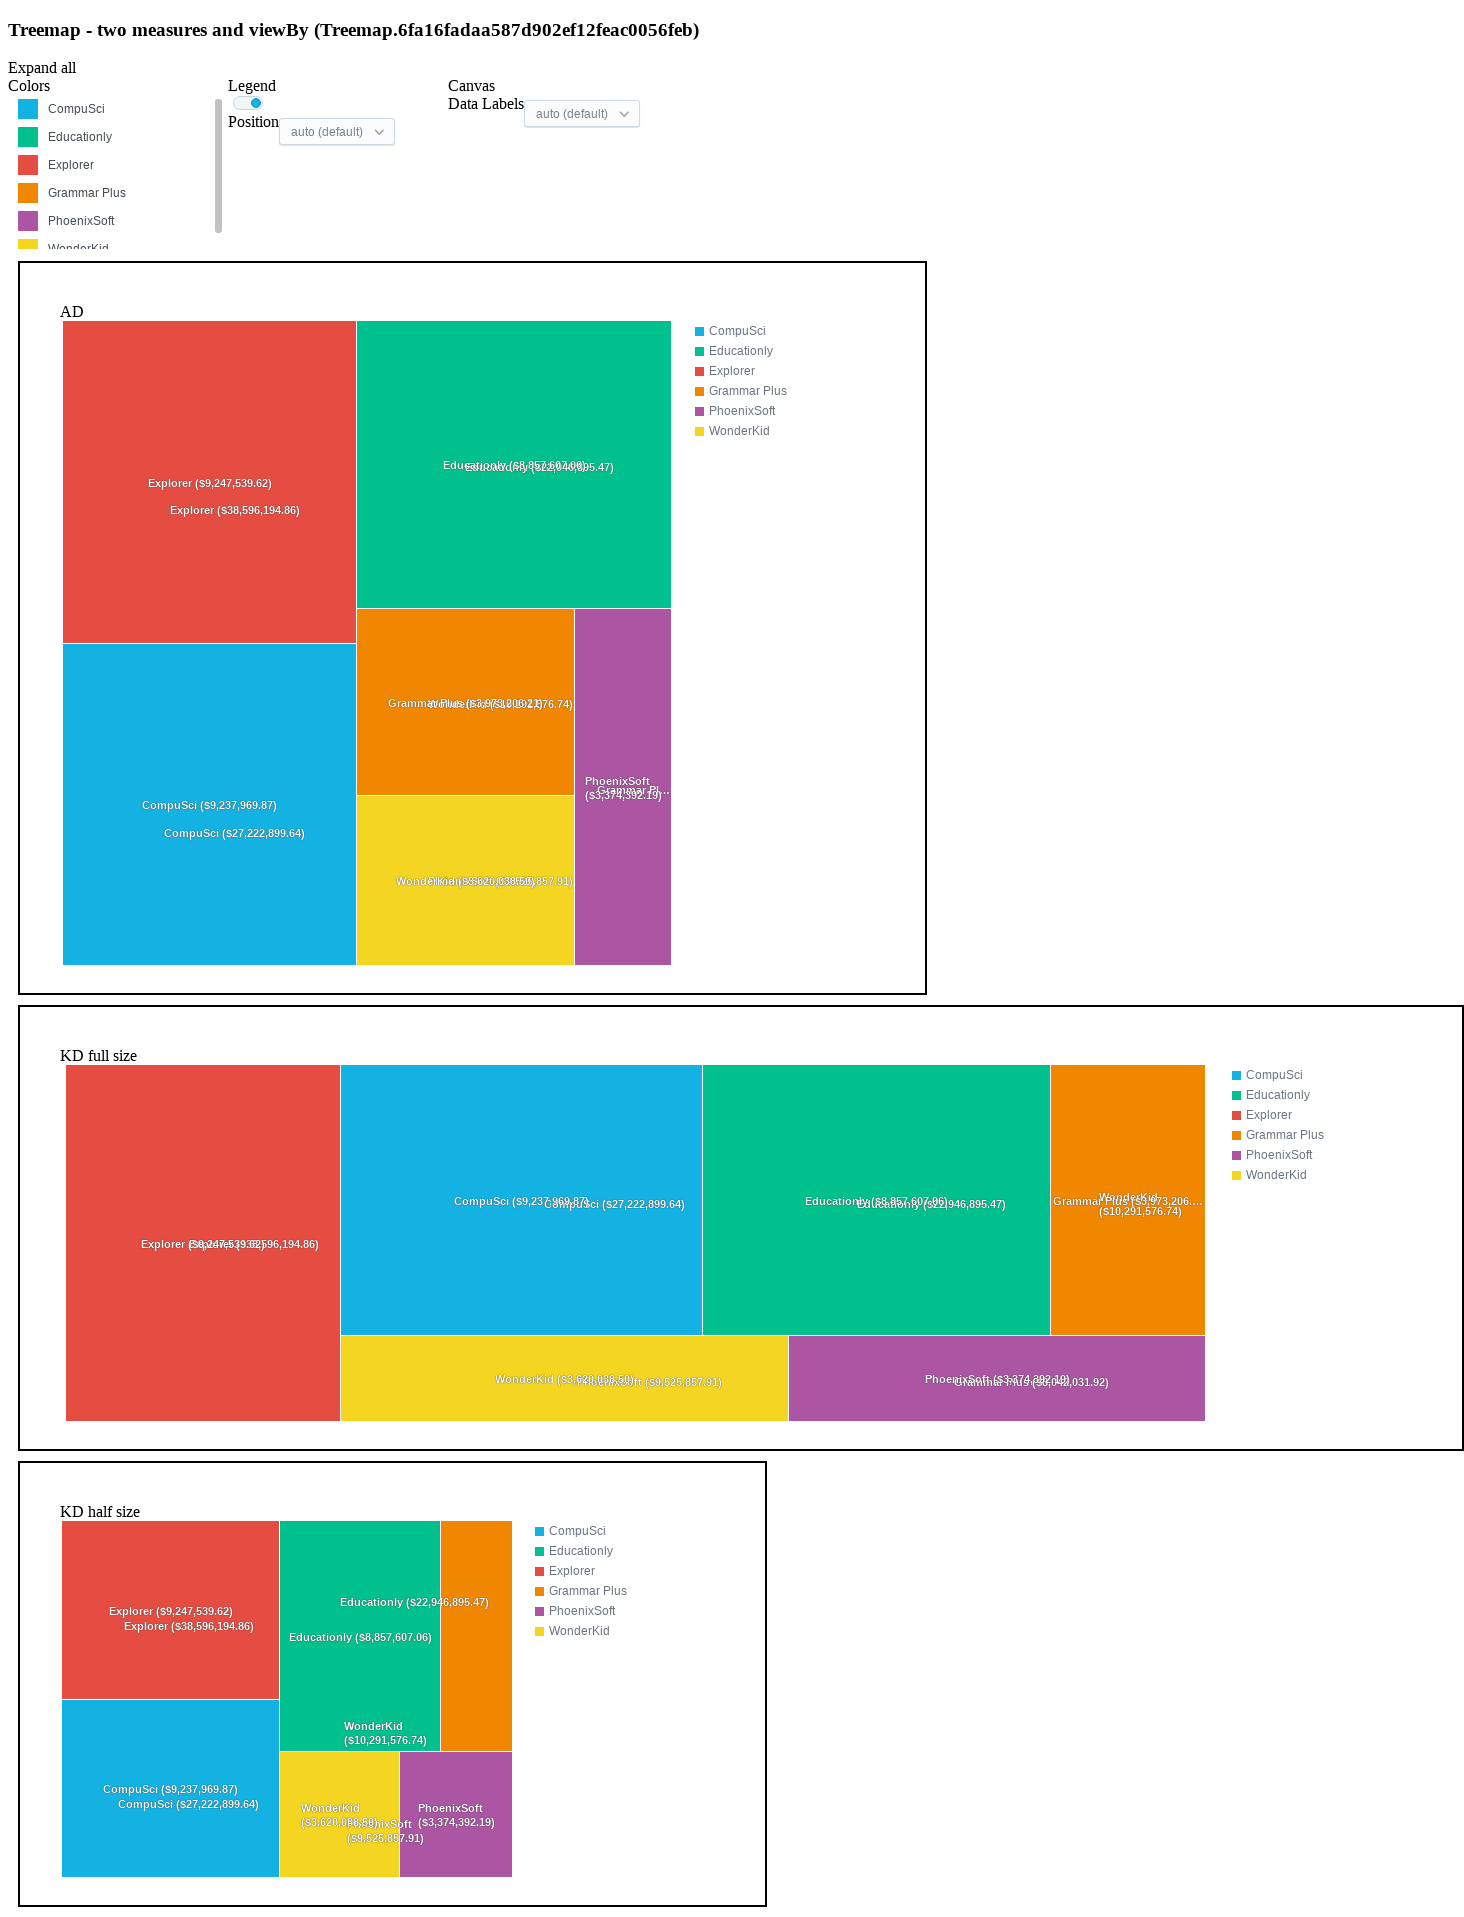 Treemap - two measures and viewBy (Treemap.6fa16fadaa587d902ef12feac0056feb)
Expand all
Colors
CompuSci
Educationly
Explorer
Grammar Plus
PhoenixSoft
WonderKid
Legend
Position
auto (default)
Canvas
Data Labels
auto (default)
AD
Explorer ($9,247,539.62)
Explorer ($38,596,194.86)
Educationly ($8,857,607.06)
Educationly ($22,946,895.47)
Grammar Plus ($3,973,206.21)
WonderKid ($10,291,576.74)
PhoenixSoft
($3,374,392.19)
Grammar Pl…
CompuSci ($9,237,969.87)
CompuSci ($27,222,899.64)
WonderKid ($3,620,038.50)
PhoenixSoft ($9,525,857.91)
CompuSci
Educationly
Explorer
Grammar Plus
PhoenixSoft
WonderKid
KD full size
Explorer ($9,247,539.62)
Explorer ($38,596,194.86)
CompuSci ($9,237,969.87)
CompuSci ($27,222,899.64)
Educationly ($8,857,607.06)
Educationly ($22,946,895.47)
Grammar Plus ($3,973,206.…
WonderKid
($10,291,576.74)
WonderKid ($3,620,038.50)
PhoenixSoft ($9,525,857.91)
PhoenixSoft ($3,374,392.19)
Grammar Plus
CompuSci
Educationly
Explorer
Grammar Plus
PhoenixSoft
WonderKid
KD half size
Explorer ($9,247,539.62)
Explorer ($38,596,194.86)
Educationly ($22,946,895.47)
Educationly ($8,857,607.06)
WonderKid
($10,291,576.74)
CompuSci ($9,237,969.87)
CompuSci ($27,222,899.64)
WonderKid
($3,620,038.50)
PhoenixSoft
($9,525,857.91)
PhoenixSoft
($3,374,392.19)
CompuSci
Educationly
Explorer
Grammar Plus
PhoenixSoft
WonderKid